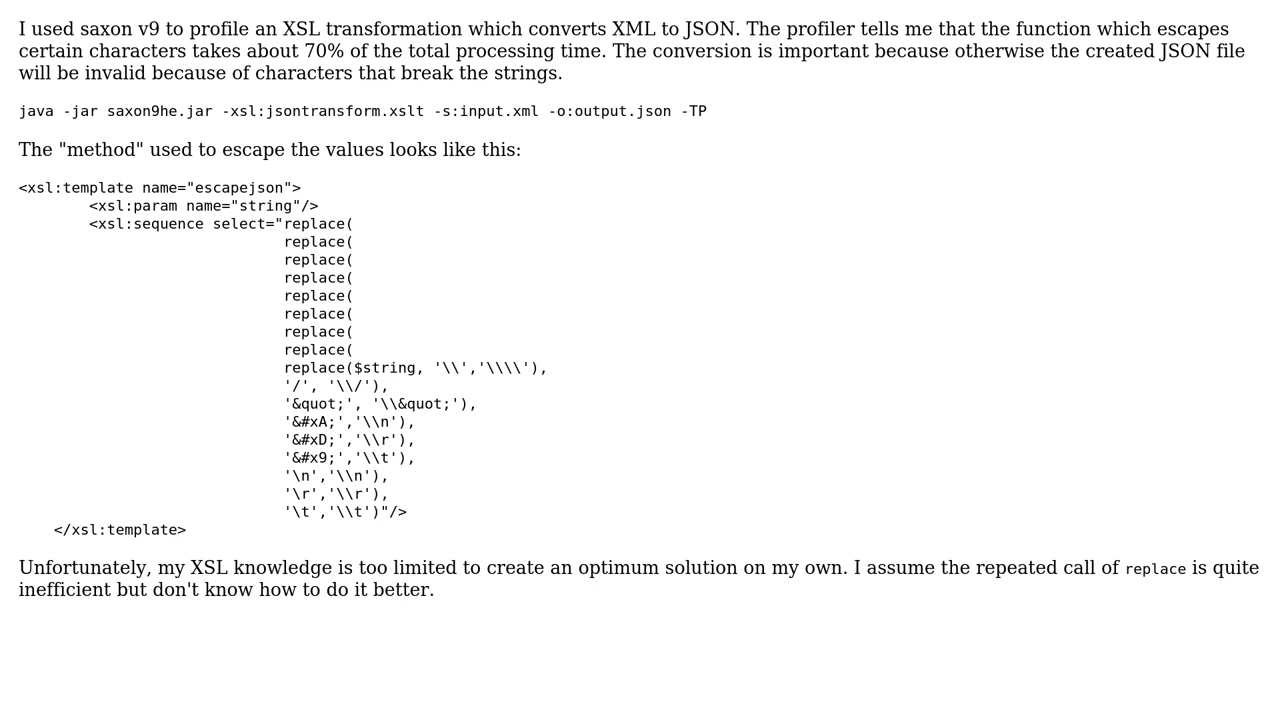 I used saxon v9 to profile an XSL transformation which converts XML to JSON. The profiler tells me that the function which escapes
certain characters takes about 70% of the total processing time. The conversion is important because otherwise the created JSON file
will be invalid because of characters that break the strings.
java -jar saxon9he.jar -xsl:jsontransform.xslt -s:input.xml -o:output.json -TP
The "method" used to escape the values looks like this:
<xsl:template name="escapejson">
        <xsl:param name="string"/>
        <xsl:sequence select="replace(
                              replace(
                              replace(
                              replace(
                              replace(
                              replace(
                              replace(
                              replace(
                              replace($string, '\\','\\\\'),
                              '/', '\\/'),
                              '&quot;', '\\&quot;'),
                              '&#xA;','\\n'),
                              '&#xD;','\\r'),
                              '&#x9;','\\t'),
                              '\n','\\n'),
                              '\r','\\r'),
                              '\t','\\t')"/>
    </xsl:template>
Unfortunately, my XSL knowledge is too limited to create an optimum solution on my own. I assume the repeated call of replace is quite
inefficient but don't know how to do it better.